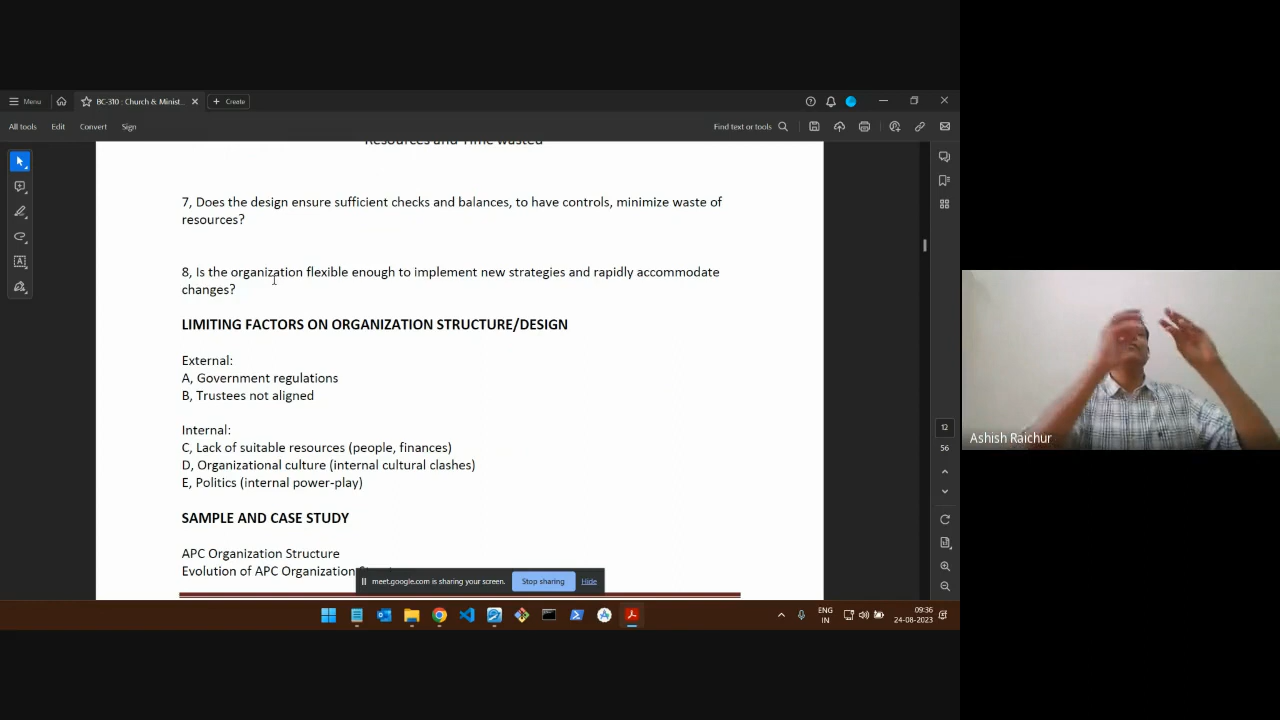 Menu
BC-310 : Church & Minist...
Create
All tools
Edit
Convert
Sign
Find text or tools
Resources and Time wasted
7, Does the design ensure sufficient checks and balances, to have controls, minimize waste of
resources?
8, Is the organization flexible enough to implement new strategies and rapidly accommodate
changes?
LIMITING FACTORS ON ORGANIZATION STRUCTURE/DESIGN
External:
A, Government regulations
B, Trustees not aligned
Internal:
C, Lack of suitable resources (people, finances)
D, Organizational culture (internal cultural clashes)
E, Politics (internal power-play)
SAMPLE AND CASE STUDY
APC Organization Structure
Evolution of APC Organization
12
56
Ashish Raichur
meet.google.com is sharing your screen.
Stop sharing
Hide
ENG
IN
09:36
24-08-2023